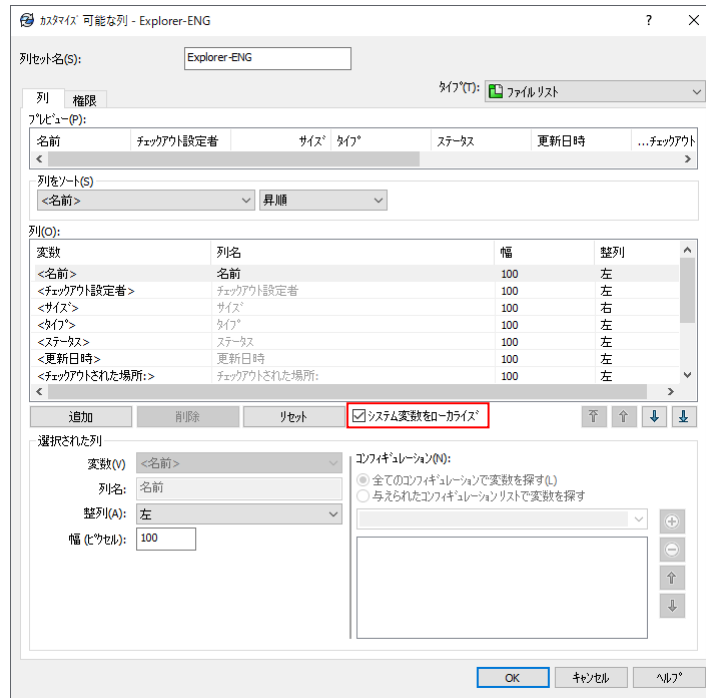 カスタマイズ 可能な列 - Explorer-ENG
列セット名(S): Explorer-ENG
タイプ(T): ファイル リスト
列 権限
プレビュー(P):
名前 チェックアウト設定者 サイズ タイプ ステータス 更新日時 ...チェックアウト
列をソート(S)
<名前> 昇順
列(O):
変数 列名 幅 整列
<名前> 名前 100 左
<チェックアウト設定者> チェックアウト設定者 100 左
<サイズ> サイズ 100 右
<タイプ> タイプ 100 左
<ステータス> ステータス 100 左
<更新日時> 更新日時 100 左
<チェックアウトされた場所:> チェックアウトされた場所: 100 左
追加 削除 リセット システム変数をローカライズ
選択された列
変数(V) <名前>
列名: 名前
整列(A): 左
幅 (ピクセル): 100
コンフィギュレーション(N):
全てのコンフィギュレーションで変数を探す(L)
与えられたコンフィギュレーション リストで変数を探す
OK キャンセル ヘルプ